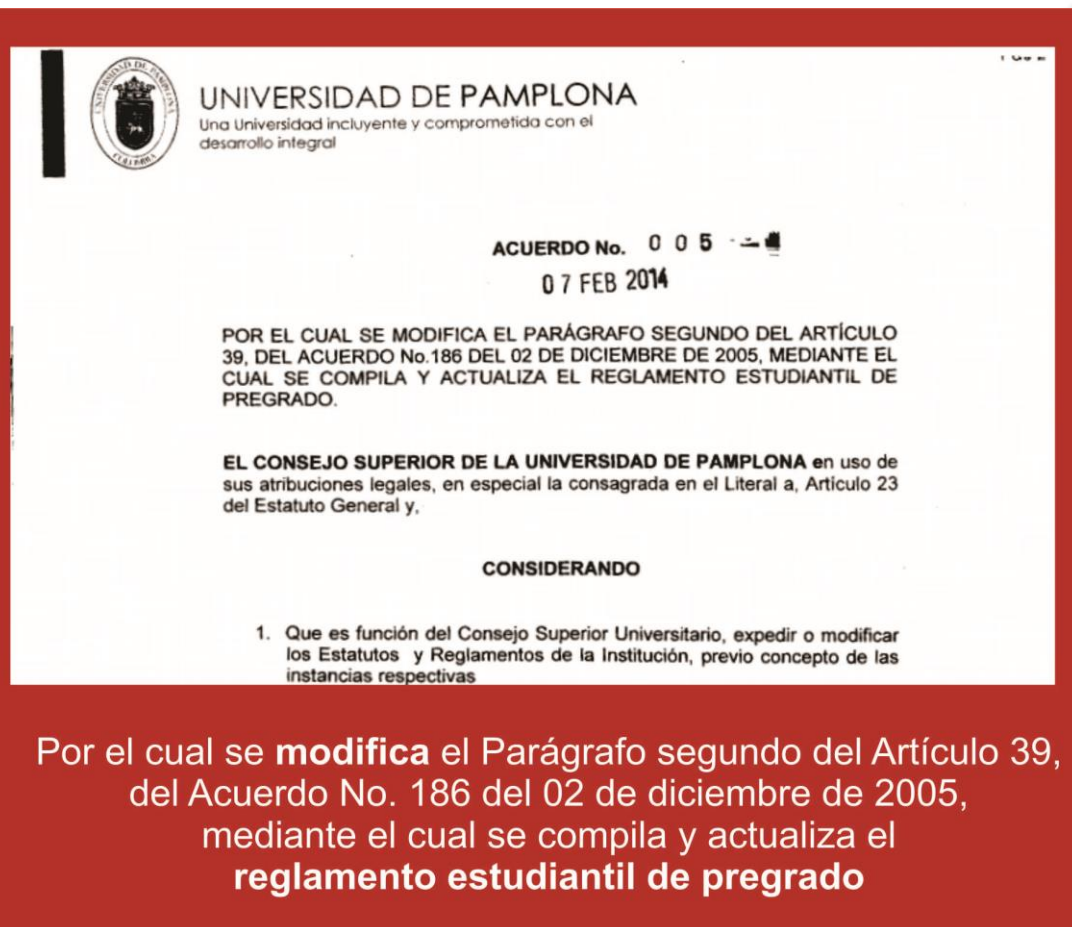 UNIVERSIDAD DE PAMPLONA
COLOMBIA
UNIVERSIDAD DE PAMPLONA
Una Universidad incluyente y comprometida con el
desarrollo integral
ACUERDO No. 005
07 FEB 2014
POR EL CUAL SE MODIFICA EL PARÁGRAFO SEGUNDO DEL ARTÍCULO
39, DEL ACUERDO No.186 DEL 02 DE DICIEMBRE DE 2005, MEDIANTE EL
CUAL SE COMPILA Y ACTUALIZA EL REGLAMENTO ESTUDIANTIL DE
PREGRADO.
EL CONSEJO SUPERIOR DE LA UNIVERSIDAD DE PAMPLONA en uso de
sus atribuciones legales, en especial la consagrada en el Literal a, Articulo 23
del Estatuto General y,
CONSIDERANDO
1. Que es función del Consejo Superior Universitario, expedir o modificar
los Estatutos y Reglamentos de la Institución, previo concepto de las
instancias respectivas
Por el cual se modifica el Parágrafo segundo del Artículo 39,
del Acuerdo No. 186 del 02 de diciembre de 2005,
mediante el cual se compila y actualiza el
reglamento estudiantil de pregrado